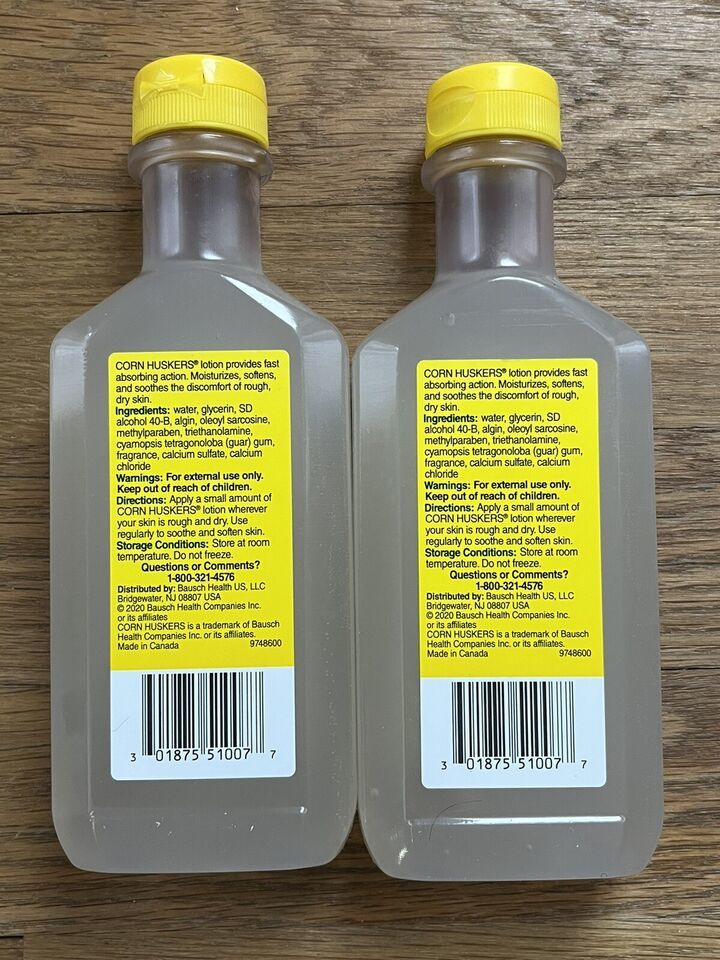 CORN HUSKERS® lotion provides fast
absorbing action. Moisturizes, softens,
and soothes the discomfort of rough,
dry skin.
Ingredients: water, glycerin, SD
alcohol 40-B, algin, oleoyl sarcosine,
methylparaben, triethanolamine,
cyamopsis tetragonoloba (guar) gum,
fragrance, calcium sulfate, calcium
chloride
Warnings: For external use only.
Keep out of reach of children.
Directions: Apply a small amount of
CORN HUSKERS® lotion wherever
your skin is rough and dry. Use
regularly to soothe and soften skin.
Storage Conditions: Store at room
temperature. Do not freeze.
Questions or Comments?
1-800-321-4576
Distributed by: Bausch Health US, LLC
Bridgewater, NJ 08807 USA
© 2020 Bausch Health Companies Inc.
or its affiliates
CORN HUSKERS is a trademark of Bausch
Health Companies Inc. or its affiliates.
Made in Canada 9748600
3 01875 51007 7
CORN HUSKERS® lotion provides fast
absorbing action. Moisturizes, softens,
and soothes the discomfort of rough,
dry skin.
Ingredients: water, glycerin, SD
alcohol 40-B, algin, oleoyl sarcosine,
methylparaben, triethanolamine,
cyamopsis tetragonoloba (guar) gum,
fragrance, calcium sulfate, calcium
chloride
Warnings: For external use only.
Keep out of reach of children.
Directions: Apply a small amount of
CORN HUSKERS® lotion wherever
your skin is rough and dry. Use
regularly to soothe and soften skin.
Storage Conditions: Store at room
temperature. Do not freeze.
Questions or Comments?
1-800-321-4576
Distributed by: Bausch Health US, LLC
Bridgewater, NJ 08807 USA
© 2020 Bausch Health Companies Inc.
or its affiliates
CORN HUSKERS is a trademark of Bausch
Health Companies Inc. or its affiliates.
Made in Canada 9748600
3 01875 51007 7